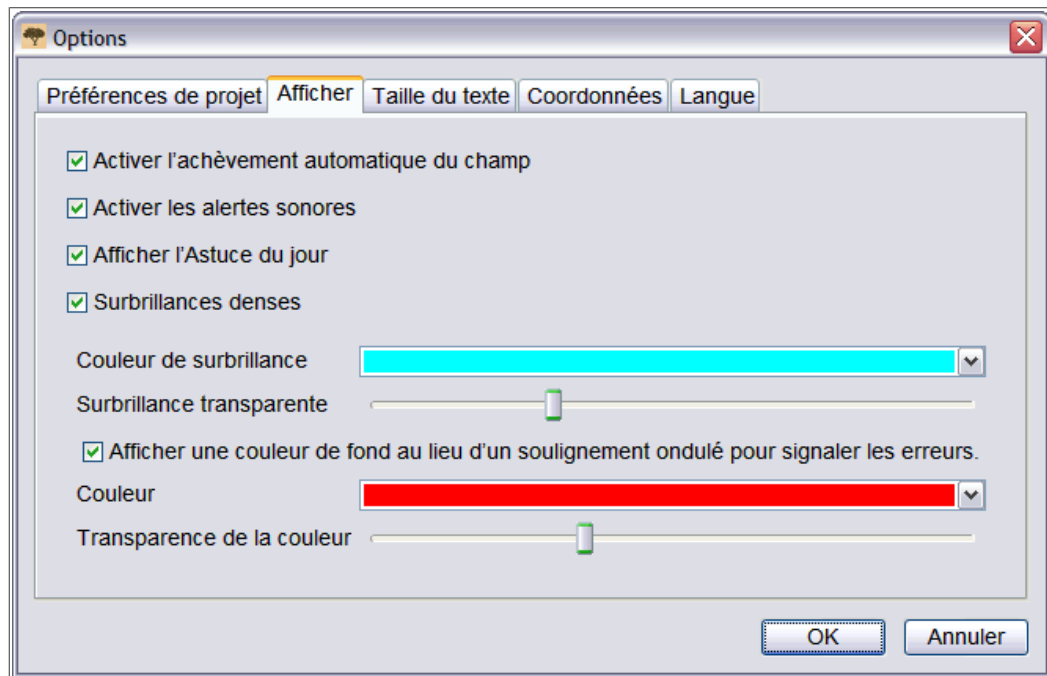 Options
Préférences de projet Afficher Taille du texte Coordonnées Langue
Activer l'achèvement automatique du champ
Activer les alertes sonores
Afficher l'Astuce du jour
Surbrillances denses
Couleur de surbrillance
Surbrillance transparente
Afficher une couleur de fond au lieu d'un soulignement ondulé pour signaler les erreurs.
Couleur
Transparence de la couleur
OK Annuler